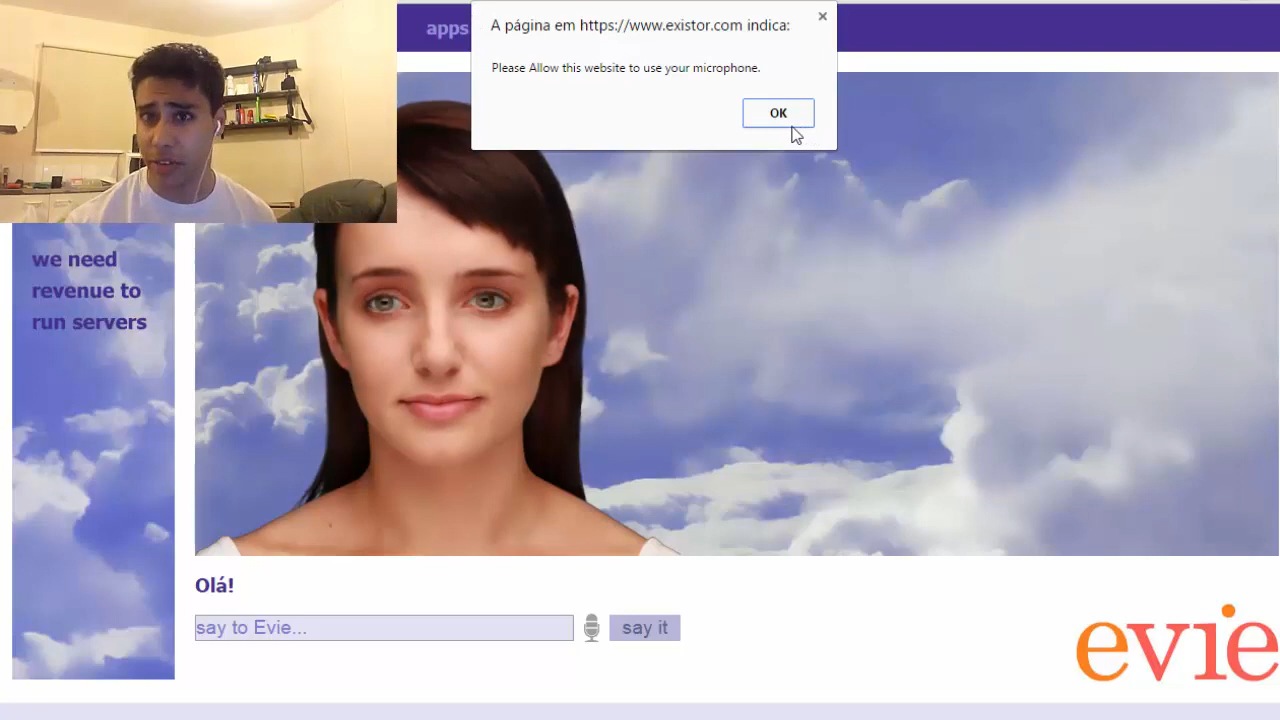 apps
A página em https://www.existor.com indica:
Please Allow this website to use your microphone.
OK
we need
revenue to
run servers
Olá!
say to Evie...
say it
evie